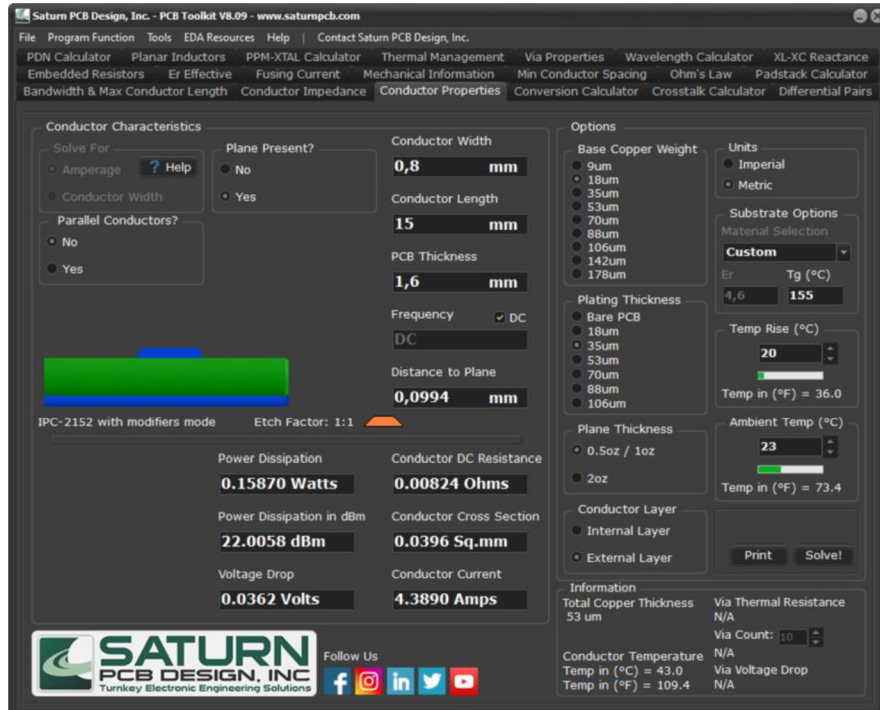 Saturn PCB Design, Inc. - PCB Toolkit V8.09 - www.saturnpcb.com
File Program Function Tools EDA Resources Help | Contact Saturn PCB Design, Inc.
PDN Calculator Planar Inductors PPM-XTAL Calculator Thermal Management Via Properties Wavelength Calculator XL-XC Reactance
Embedded Resistors Er Effective Fusing Current Mechanical Information Min Conductor Spacing Ohm's Law Padstack Calculator
Bandwidth & Max Conductor Length Conductor Impedance Conductor Properties Conversion Calculator Crosstalk Calculator Differential Pairs
Conductor Characteristics
Solve For
Amperage
? Help
Conductor Width
Plane Present?
No
Yes
Parallel Conductors?
No
Yes
Conductor Width
0,8 mm
Conductor Length
15 mm
PCB Thickness
1,6 mm
Frequency
DC
DC
Distance to Plane
0,0994 mm
IPC-2152 with modifiers mode
Etch Factor: 1:1
Power Dissipation
0.15870 Watts
Conductor DC Resistance
0.00824 Ohms
Power Dissipation in dBm
22.0058 dBm
Conductor Cross Section
0.0396 Sq.mm
Voltage Drop
0.0362 Volts
Conductor Current
4.3890 Amps
Options
Base Copper Weight
9um
18um
35um
53um
70um
88um
106um
142um
178um
Plating Thickness
Bare PCB
18um
35um
53um
70um
88um
106um
Plane Thickness
0.5oz / 1oz
2oz
Conductor Layer
Internal Layer
External Layer
Units
Imperial
Metric
Substrate Options
Material Selection
Custom
Er
Tg (°C)
4,6
155
Temp Rise (°C)
20
Temp in (°F) = 36.0
Ambient Temp (°C)
23
Temp in (°F) = 73.4
Print
Solve!
Information
Total Copper Thickness
53 um
Conductor Temperature
Temp in (°C) = 43.0
Temp in (°F) = 109.4
Via Thermal Resistance
N/A
Via Count: 10
N/A
Via Voltage Drop
N/A
SATURN
PCB DESIGN, INC
Turnkey Electronic Engineering Solutions
Follow Us